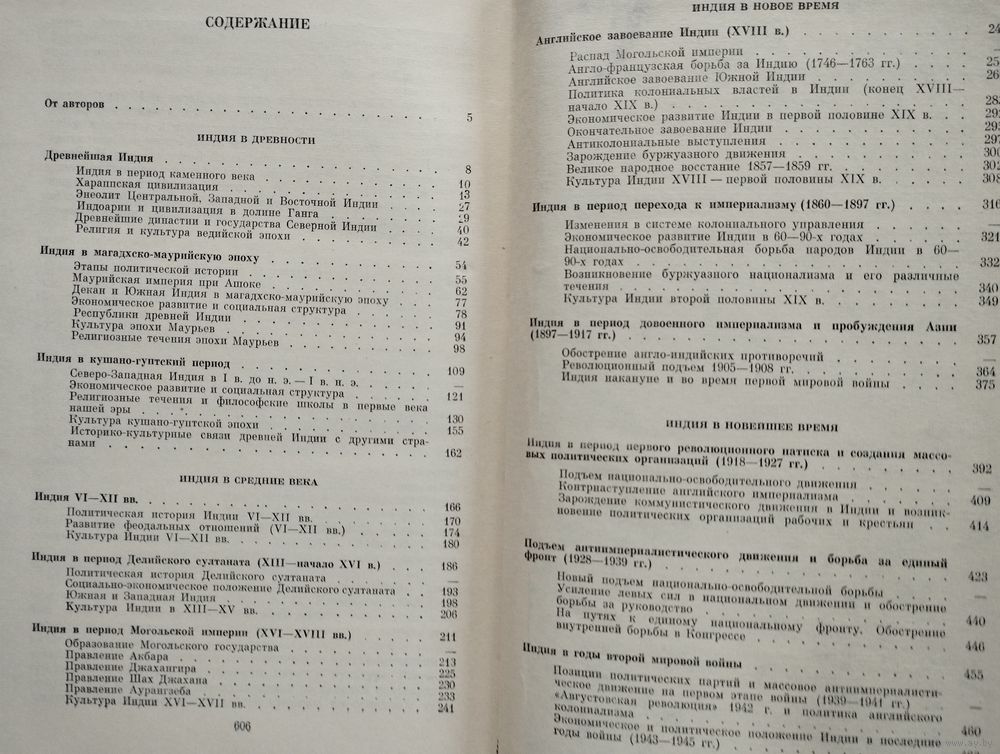 СОДЕРЖАНИЕ
От авторов . . . 5
ИНДИЯ В ДРЕВНОСТИ
Древнейшая Индия . . . 8
Индия в период каменного века . . . —
Хараппская цивилизация . . . 10
Энеолит Центральной, Западной и Восточной Индии . . . 13
Индоарии и цивилизация в долине Ганга . . . 27
Древнейшие династии и государства Северной Индии . . . 29
Религия и культура ведийской эпохи . . . 40
42
Индия в магадхско-маурийскую эпоху . . . 54
Этапы политической истории . . . 55
Маурийская империя при Ашоке . . . 62
Декан и Южная Индия в магадхско-маурийскую эпоху . . . 77
Экономическое развитие и социальная структура . . . 78
Республики древней Индии . . . 91
Культура эпохи Маурьев . . . 94
Религиозные течения эпохи Маурьев . . . 98
Индия в кушано-гуптский период . . . 109
Северо-Западная Индия в I в. до н. э.—I в. н. э. . . . —
Экономическое развитие и социальная структура . . . 121
Религиозные течения и философские школы в первые века
нашей эры . . . 130
Культура кушано-гуптской эпохи . . . 155
Историко-культурные связи древней Индии с другими стра-
нами . . . 162
ИНДИЯ В СРЕДНИЕ ВЕКА
Индия VI—XII вв. . . . 166
Политическая история Индии VI—XII вв. . . . 170
Развитие феодальных отношений (VI—XII вв.) . . . 174
Культура Индии VI—XII вв. . . . 180
Индия в период Делийского султаната (XIII—начало XVI в.) . . . 186
Политическая история Делийского султаната . . . —
Социально-экономическое положение Делийского султаната . . . 193
Южная и Западная Индия . . . 198
Культура Индии в XIII—XV вв. . . . 206
Индия в период Могольской империи (XVI—XVIII вв.) . . . 211
Образование Могольского государства . . . —
Правление Акбара . . . 213
Правление Джахангира . . . 225
Правление Шах Джахана . . . 230
Правление Аурангзеба . . . 233
Культура Индии XVI—XVII вв. . . . 241
606
ИНДИЯ В НОВОЕ ВРЕМЯ
Английское завоевание Индии (XVIII в.) . . . 24
Распад Могольской империи . . . —
Англо-французская борьба за Индию (1746—1763 гг.) . . . 25
Английское завоевание Южной Индии . . . 26
Политика колониальных властей в Индии (конец XVIII—
начало XIX в.) . . . 28
Экономическое развитие Индии в первой половине XIX в. . . . 29
Окончательное завоевание Индии . . . 29
Антиколониальные выступления . . . 297
Зарождение буржуазного движения . . . 300
Великое народное восстание 1857—1859 гг. . . . 302
Культура Индии XVIII — первой половины XIX в. . . . 308
Индия в период перехода к империализму (1860—1897 гг.) . . . 316
Изменения в системе колониального управления . . . —
Экономическое развитие Индии в 60—90-х годах . . . 321
Национально-освободительная борьба народов Индии в 60—
90-х годах . . . 332
Возникновение буржуазного национализма и его различные
течения . . . 340
Культура Индии второй половины XIX в. . . . 349
Индия в период довоенного империализма и пробуждения Азии
(1897—1917 гг.) . . . 357
Обострение англо-индийских противоречий . . . —
Революционный подъем 1905—1908 гг. . . . 364
Индия накануне и во время первой мировой войны . . . 375
ИНДИЯ В НОВЕЙШЕЕ ВРЕМЯ
Индия в период первого революционного натиска и создания массо-
вых политических организаций (1918—1927 гг.) . . . 392
Подъем национально-освободительного движения . . . —
Контрнаступление английского империализма . . . 409
Зарождение коммунистического движения в Индии и возник-
новение политических организаций рабочих и крестьян . . . 414
Подъем антиимпериалистического движения и борьба за единый
фронт (1928—1939 гг.) . . . 423
Новый подъем национально-освободительной борьбы . . . —
Усиление левых сил в национальном движении и обострение
борьбы за руководство . . . 440
На путях к единому национальному фронту. Обострение
внутренней борьбы в Конгрессе . . . 446
Индия в годы второй мировой войны . . . 455
Позиции политических партий и массовое антиимпериалисти-
ческое движение на первом этапе войны (1939—1941 гг.) . . . —
«Августовская революция» 1942 г. и политика английского
колониализма . . . 460
Экономическое и политическое положение Индии в последние
годы войны (1943—1945 гг.) . . .